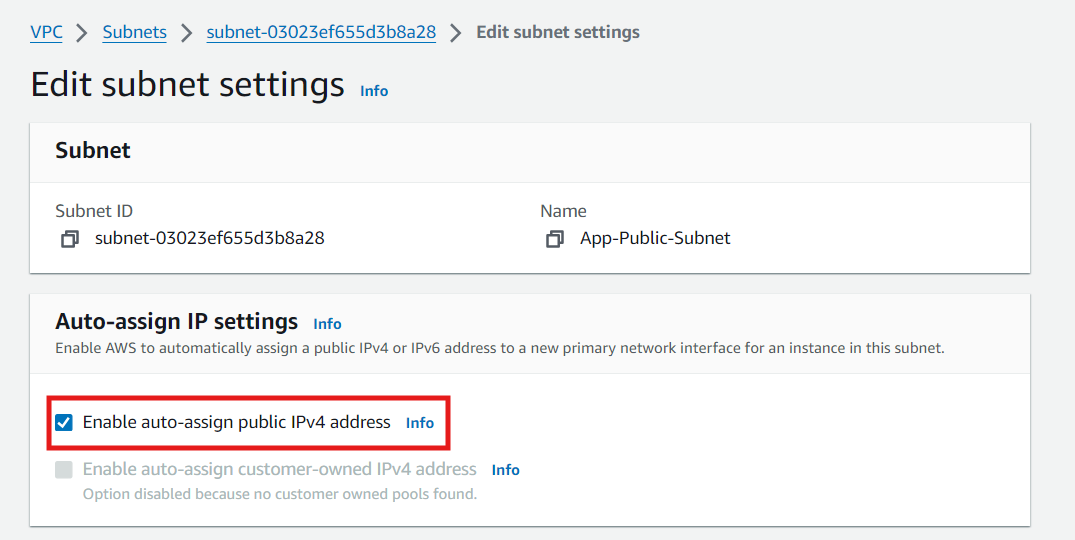 VPC > Subnets > subnet-03023ef655d3b8a28 > Edit subnet settings
Edit subnet settings Info
Subnet
Subnet ID Name
subnet-03023ef655d3b8a28 App-Public-Subnet
Auto-assign IP settings Info
Enable AWS to automatically assign a public IPv4 or IPv6 address to a new primary network interface for an instance in this subnet.
Enable auto-assign public IPv4 address Info
Enable auto-assign customer-owned IPv4 address Info
Option disabled because no customer owned pools found.